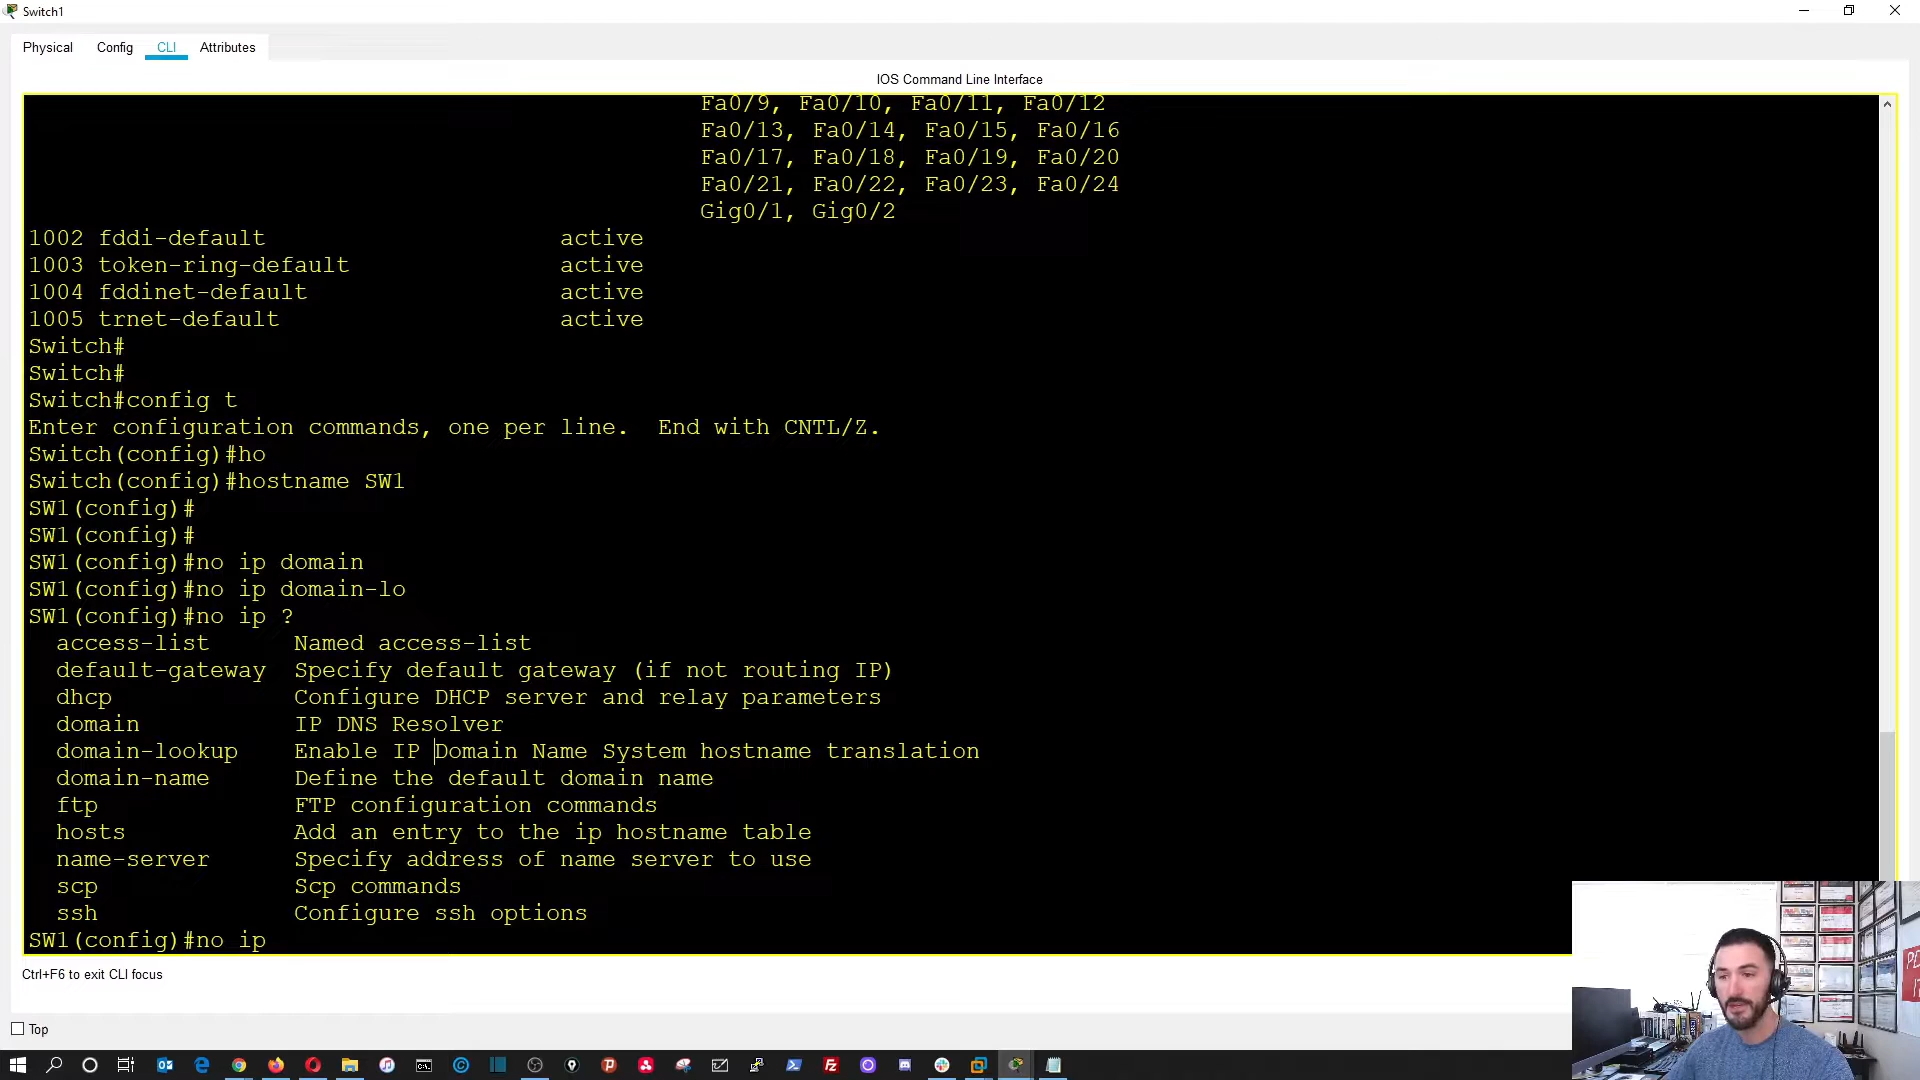 Switch1
Physical Config CLI Attributes
IOS Command Line Interface
Fa0/9, Fa0/10, Fa0/11, Fa0/12
Fa0/13, Fa0/14, Fa0/15, Fa0/16
Fa0/17, Fa0/18, Fa0/19, Fa0/20
Fa0/21, Fa0/22, Fa0/23, Fa0/24
Gig0/1, Gig0/2
1002 fddi-default active
1003 token-ring-default active
1004 fddinet-default active
1005 trnet-default active
Switch#
Switch#
Switch#config t
Enter configuration commands, one per line. End with CNTL/Z.
Switch(config)#ho
Switch(config)#hostname SW1
SW1(config)#
SW1(config)#
SW1(config)#no ip domain
SW1(config)#no ip domain-lo
SW1(config)#no ip ?
access-list Named access-list
default-gateway Specify default gateway (if not routing IP)
dhcp Configure DHCP server and relay parameters
domain IP DNS Resolver
domain-lookup Enable IP Domain Name System hostname translation
domain-name Define the default domain name
ftp FTP configuration commands
hosts Add an entry to the ip hostname table
name-server Specify address of name server to use
scp Scp commands
ssh Configure ssh options
SW1(config)#no ip
Ctrl+F6 to exit CLI focus
Top